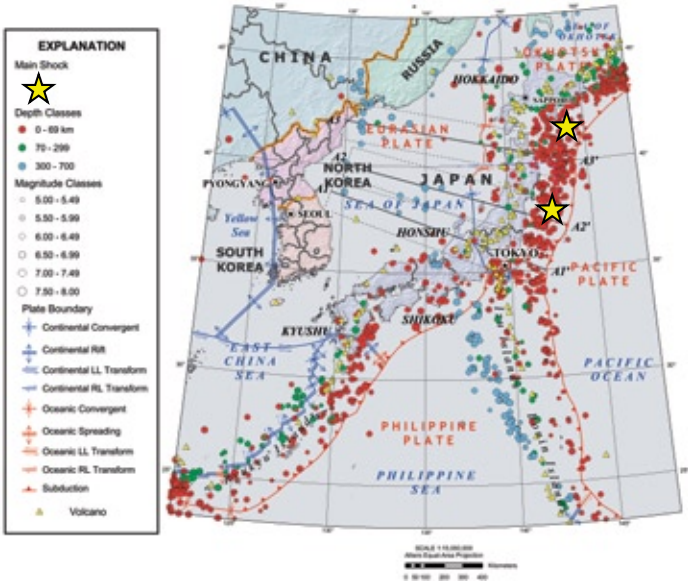 EXPLANATION
Main Shock
Depth Classes
0 - 69 km
70 - 299
300 - 700
Magnitude Classes
5.00 - 5.49
5.50 - 5.99
6.00 - 6.49
6.50 - 6.99
7.00 - 7.49
7.50 - 8.00
Plate Boundary
Continental Convergent
Continental Rift
Continental LL Transform
Continental RL Transform
Oceanic Convergent
Oceanic Spreading
Oceanic LL Transform
Oceanic RL Transform
Subduction
Volcano
CHINA
RUSSIA
HOKKAIDO
OKHOTSK
PLATE
EURASIAN
PLATE
A2
NORTH
KOREA
A1
PYONGYANG
SEOUL
JAPAN
SEA OF JAPAN
A3'
A2'
A1'
Yellow
Sea
SOUTH
KOREA
HONSHU
TOKYO
PACIFIC
PLATE
KYUSHU
SHIKOKU
EAST
CHINA
SEA
PACIFIC
OCEAN
PHILIPPINE
PLATE
PHILIPPINE
SEA
Kilometers